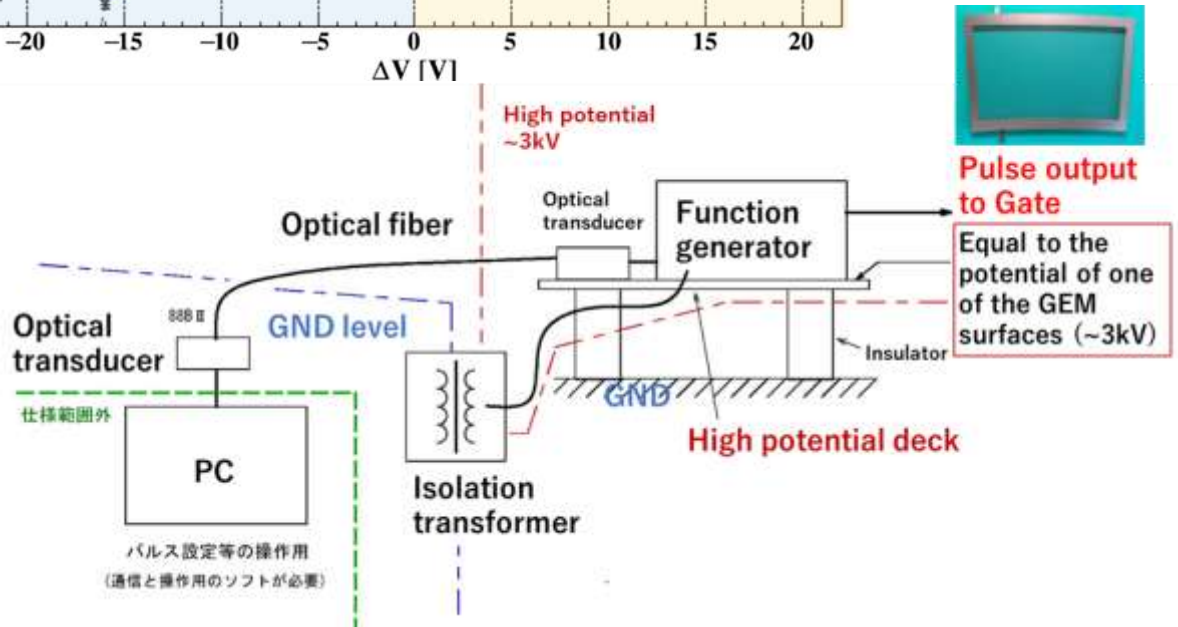 −20 −15 −10 −5 0 5 10 15 20
ΔV [V]
High potential
~3kV
Optical
transducer
Function
generator
Pulse output
to Gate
Equal to the
potential of one
of the GEM
surfaces (~3kV)
Optical fiber
GND level
Optical
transducer
Insulator
GND
High potential deck
仕様範囲外
PC
Isolation
transformer
パルス設定等の操作用
(通信と操作用のソフトが必要)